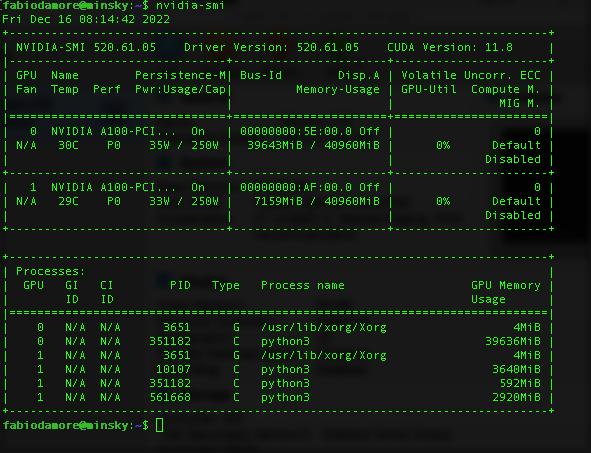 fabiodamore@minsky:~$ nvidia-smi
Fri Dec 16 08:14:42 2022
+-----------------------------------------------------------------------------+
| NVIDIA-SMI 520.61.05    Driver Version: 520.61.05    CUDA Version: 11.8     |
|-------------------------------+----------------------+----------------------+
| GPU  Name        Persistence-M| Bus-Id        Disp.A | Volatile Uncorr. ECC |
| Fan  Temp  Perf  Pwr:Usage/Cap|         Memory-Usage | GPU-Util  Compute M. |
|                               |                      |               MIG M. |
|===============================+======================+======================|
|   0  NVIDIA A100-PCI...  On   | 00000000:5E:00.0 Off |                    0 |
| N/A   30C    P0    35W / 250W |  39643MiB / 40960MiB |      0%      Default |
|                               |                      |             Disabled |
+-------------------------------+----------------------+----------------------+
|   1  NVIDIA A100-PCI...  On   | 00000000:AF:00.0 Off |                    0 |
| N/A   29C    P0    33W / 250W |   7159MiB / 40960MiB |      0%      Default |
|                               |                      |             Disabled |
+-------------------------------+----------------------+----------------------+
+-----------------------------------------------------------------------------+
| Processes:                                                                  |
|  GPU   GI   CI        PID   Type   Process name                  GPU Memory |
|        ID   ID                                                   Usage      |
|=============================================================================|
|    0   N/A  N/A      3651      G   /usr/lib/xorg/Xorg                  4MiB |
|    0   N/A  N/A    351182      C   python3                         39636MiB |
|    1   N/A  N/A      3651      G   /usr/lib/xorg/Xorg                  4MiB |
|    1   N/A  N/A     10107      C   python3                          3640MiB |
|    1   N/A  N/A    351182      C   python3                           592MiB |
|    1   N/A  N/A    561668      C   python3                          2920MiB |
+-----------------------------------------------------------------------------+
fabiodamore@minsky:~$